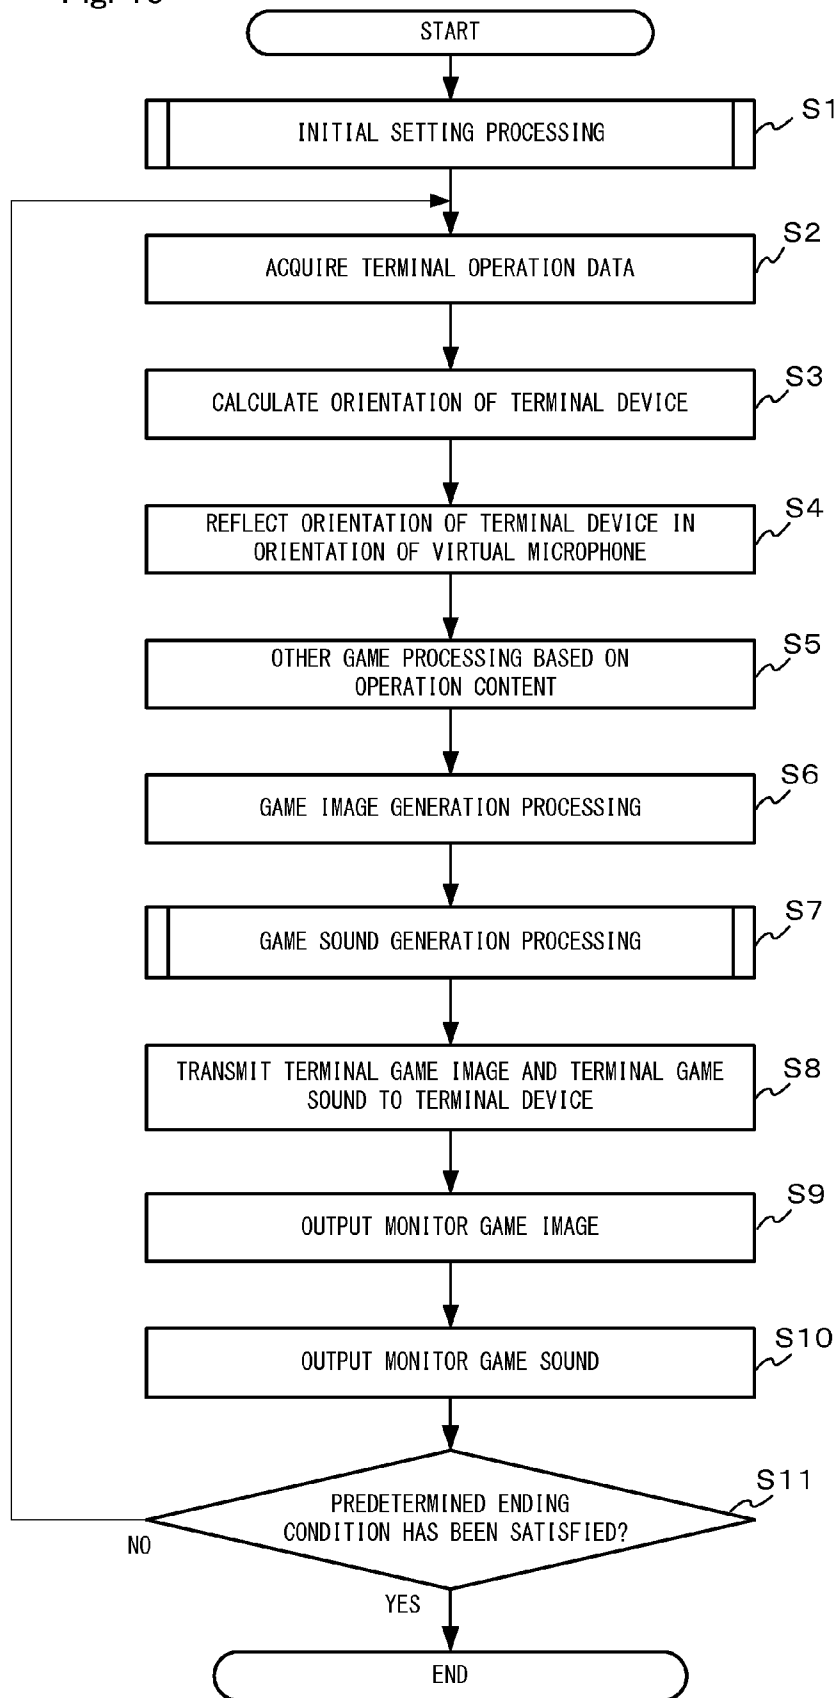 START
INITIAL SETTING PROCESSING
S1
ACQUIRE TERMINAL OPERATION DATA
S2
CALCULATE ORIENTATION OF TERMINAL DEVICE
S3
REFLECT ORIENTATION OF TERMINAL DEVICE IN
ORIENTATION OF VIRTUAL MICROPHONE
S4
OTHER GAME PROCESSING BASED ON
OPERATION CONTENT
S5
GAME IMAGE GENERATION PROCESSING
S6
GAME SOUND GENERATION PROCESSING
S7
TRANSMIT TERMINAL GAME IMAGE AND TERMINAL GAME
SOUND TO TERMINAL DEVICE
S8
OUTPUT MONITOR GAME IMAGE
S9
OUTPUT MONITOR GAME SOUND
S10
PREDETERMINED ENDING
CONDITION HAS BEEN SATISFIED?
S11
NO
YES
END